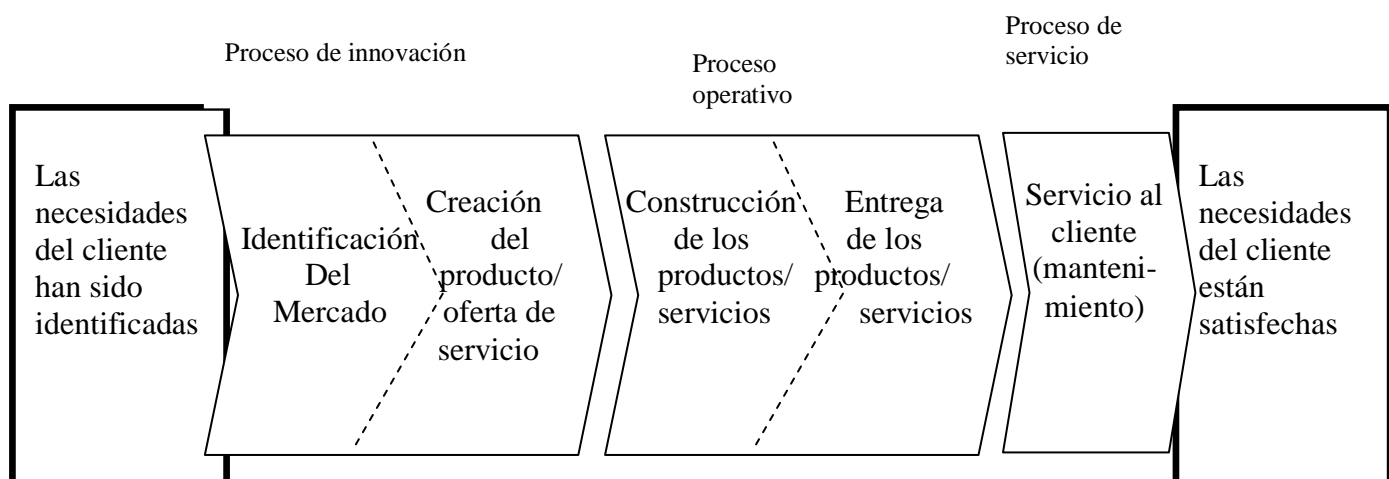 Proceso de innovación
Proceso
operativo
Proceso de
servicio
Las
necesidades
del cliente
han sido
identificadas
Identificación
Del
Mercado
Creación
del
producto/
oferta de
servicio
Construcción
de los
productos/
servicios
Entrega
de los
productos/
servicios
Servicio al
cliente
(manteni-
miento)
Las
necesidades
del cliente
están
satisfechas